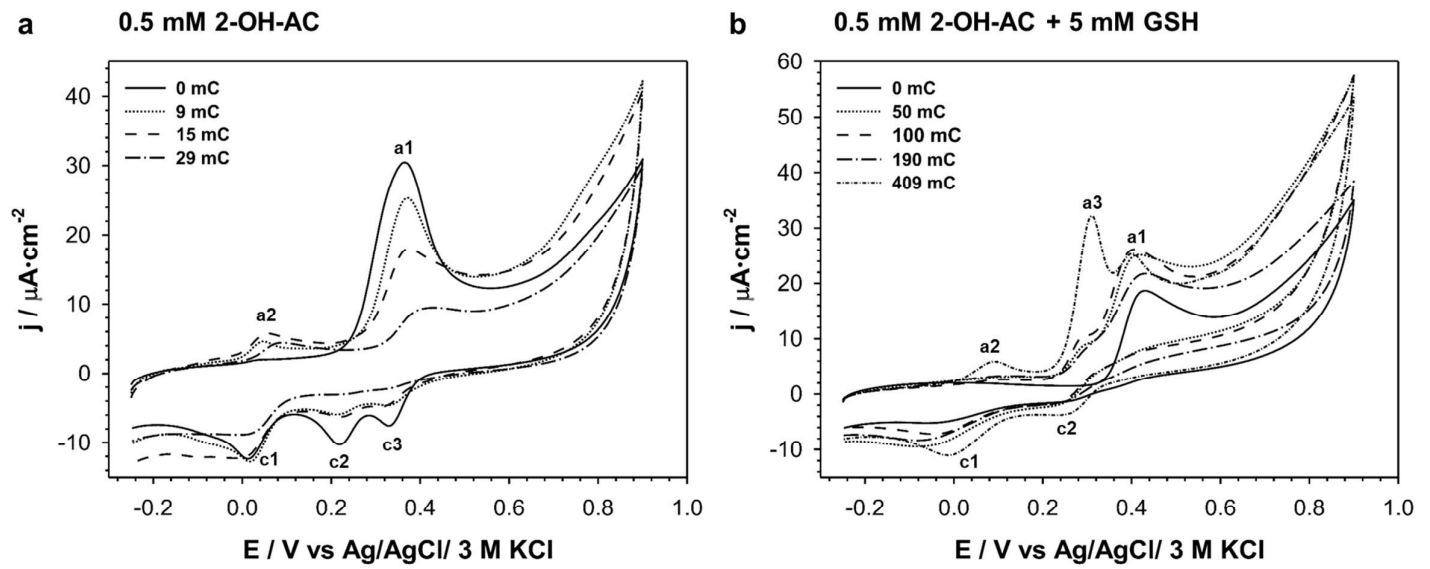 a
0.5 mM 2-OH-AC
0 mC
9 mC
15 mC
29 mC
a1
a2
c1
c2
c3
40
30
20
10
0
-10
j / μA·cm⁻²
-0.2
0.0
0.2
0.4
0.6
0.8
1.0
E / V vs Ag/AgCl/ 3 M KCl
b
0.5 mM 2-OH-AC + 5 mM GSH
0 mC
50 mC
100 mC
190 mC
409 mC
a3
a1
a2
c2
c1
60
50
40
30
20
10
0
-10
j / μA·cm⁻²
-0.2
0.0
0.2
0.4
0.6
0.8
1.0
E / V vs Ag/AgCl/ 3 M KCl